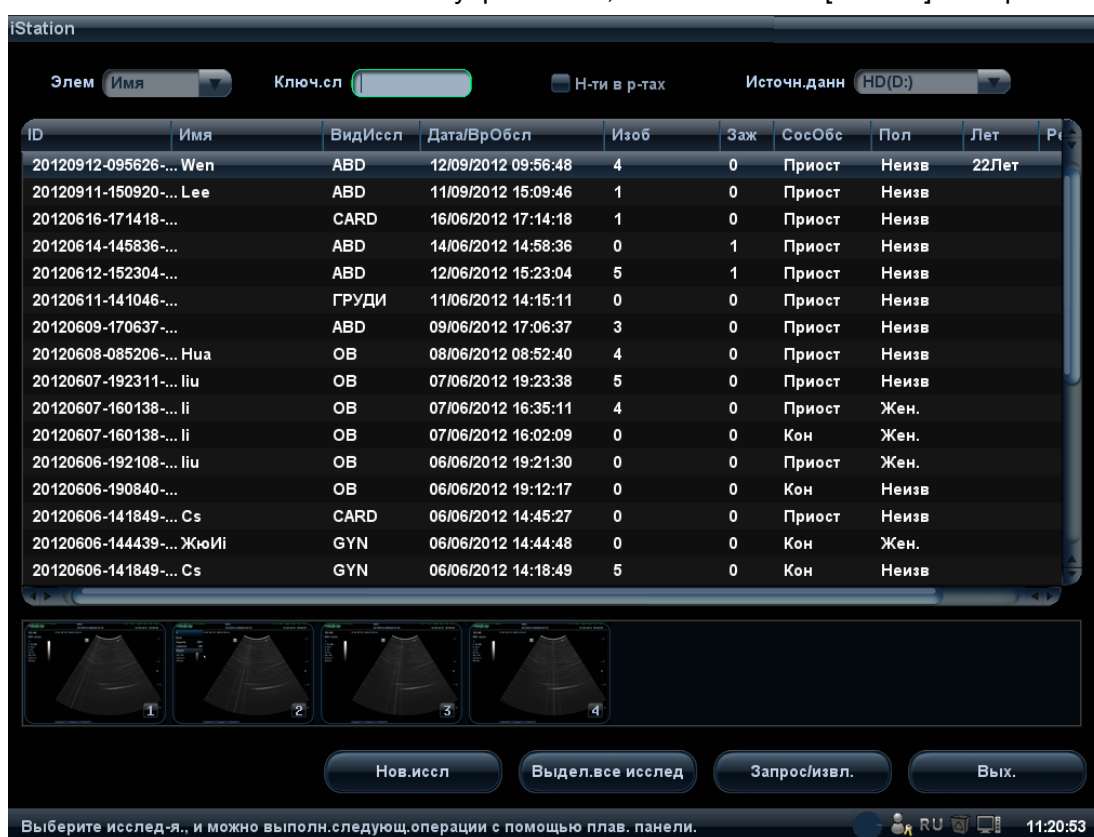 iStation
Элем Имя Ключ.сл Н-ти в р-тах Источн.данн HD(D:)
ID Имя ВидИссл Дата/ВрОбсл Изоб Заж СосОбс Пол Лет Ре
20120912-095626-... Wen ABD 12/09/2012 09:56:48 4 0 Приост Неизв 22Лет
20120911-150920-... Lee ABD 11/09/2012 15:09:46 1 0 Приост Неизв
20120616-171418-... CARD 16/06/2012 17:14:18 1 0 Приост Неизв
20120614-145836-... ABD 14/06/2012 14:58:36 0 1 Приост Неизв
20120612-152304-... ABD 12/06/2012 15:23:04 5 1 Приост Неизв
20120611-141046-... ГРУДИ 11/06/2012 14:15:11 0 0 Приост Неизв
20120609-170637-... ABD 09/06/2012 17:06:37 3 0 Приост Неизв
20120608-085206-... Hua OB 08/06/2012 08:52:40 4 0 Приост Неизв
20120607-192311-... liu OB 07/06/2012 19:23:38 5 0 Приост Неизв
20120607-160138-... li OB 07/06/2012 16:35:11 4 0 Приост Жен.
20120607-160138-... li OB 07/06/2012 16:02:09 0 0 Кон Жен.
20120606-192108-... liu OB 06/06/2012 19:21:30 0 0 Приост Жен.
20120606-190840-... OB 06/06/2012 19:12:17 0 0 Кон Неизв
20120606-141849-... Cs CARD 06/06/2012 14:45:27 0 0 Приост Неизв
20120606-144439-... ЖюИi GYN 06/06/2012 14:44:48 0 0 Кон Жен.
20120606-141849-... Cs GYN 06/06/2012 14:18:49 5 0 Кон Неизв
1 2 3 4
Нов.иссл Выдел.все исслед Запрос/извл. Вых.
Выберите исслед-я., и можно выполн.следующ.операции с помощью плав. панели. RU 11:20:53